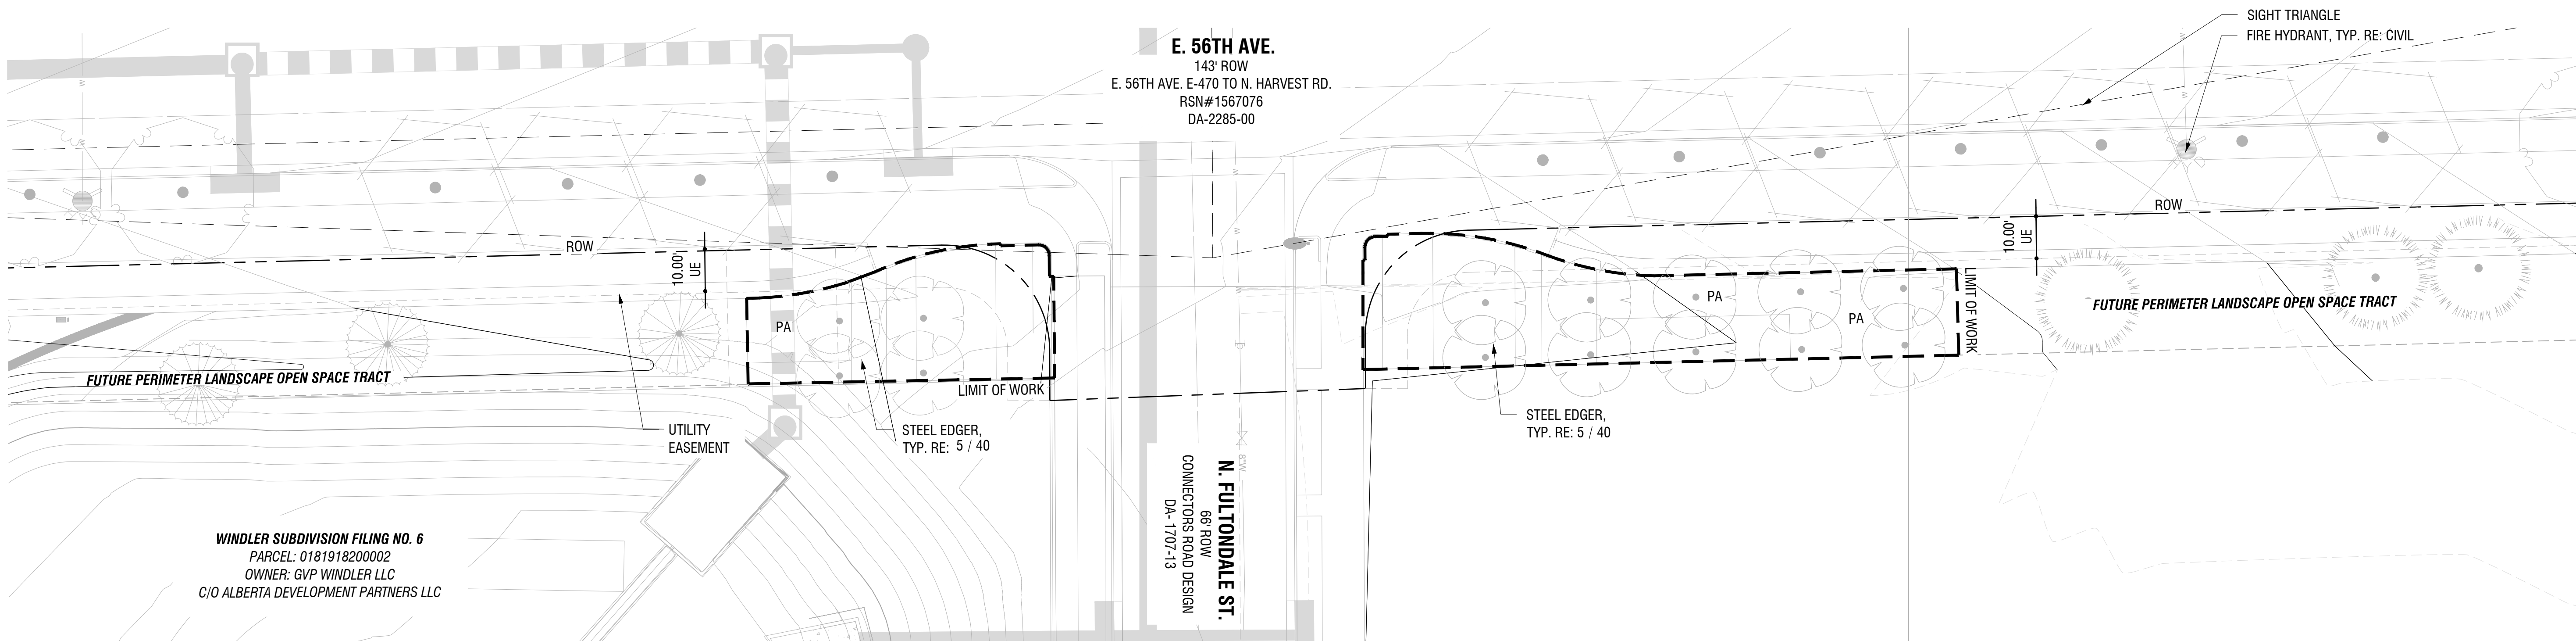 SIGHT TRIANGLE
FIRE HYDRANT, TYP. RE: CIVIL
E. 56TH AVE.
143' ROW
E. 56TH AVE. E-470 TO N. HARVEST RD.
RSN#1567076
DA-2285-00
ROW
ROW
10.00'
UE
10.00'
UE
PA
PA
PA
LIMIT OF WORK
LIMIT OF WORK
FUTURE PERIMETER LANDSCAPE OPEN SPACE TRACT
FUTURE PERIMETER LANDSCAPE OPEN SPACE TRACT
UTILITY
EASEMENT
STEEL EDGER,
TYP. RE: 5 / 40
STEEL EDGER,
TYP. RE: 5 / 40
N. FULTONDALE ST.
66' ROW
CONNECTORS ROAD DESIGN
DA- 1707-13
8"W
W
W
W
W
W
W
W
WINDLER SUBDIVISION FILING NO. 6
PARCEL: 0181918200002
OWNER: GVP WINDLER LLC
C/O ALBERTA DEVELOPMENT PARTNERS LLC